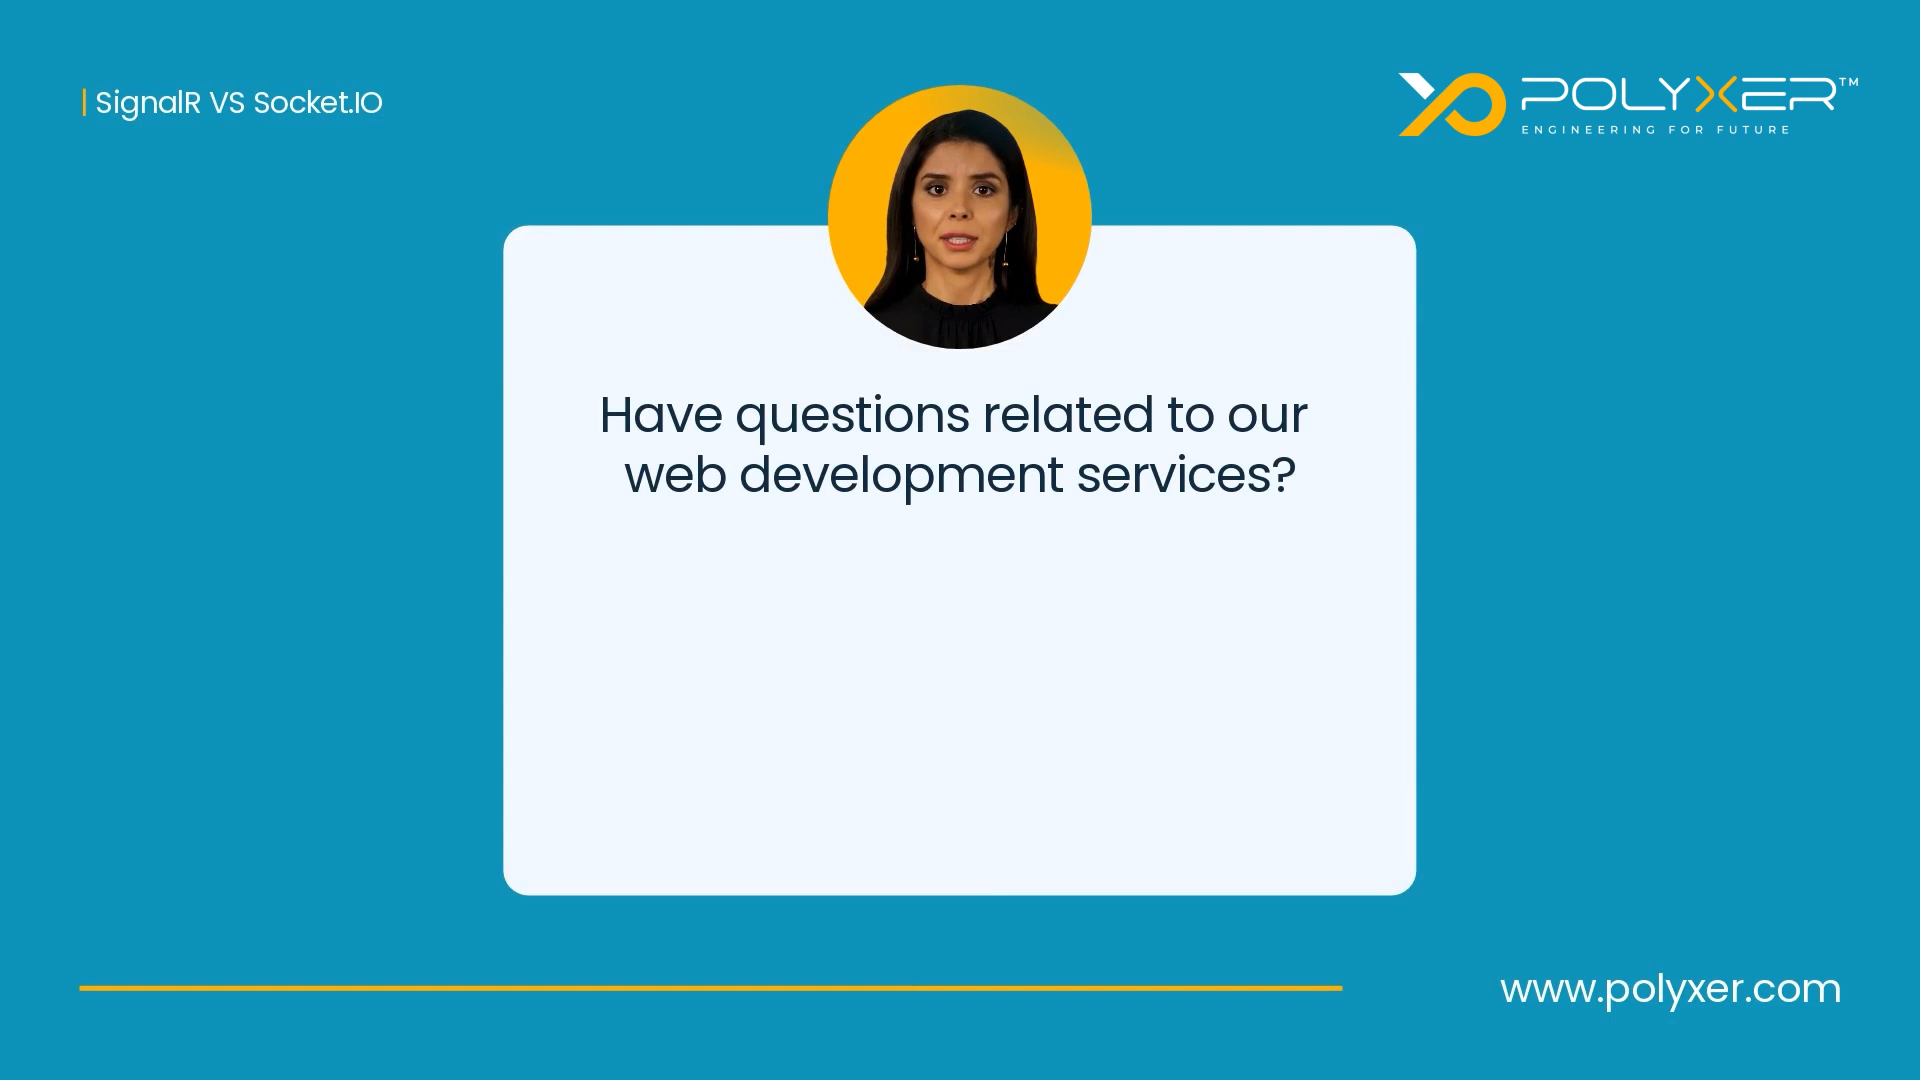 | SignalR VS Socket.IO
POLYXER™
ENGINEERING FOR FUTURE
Have questions related to our
web development services?
www.polyxer.com